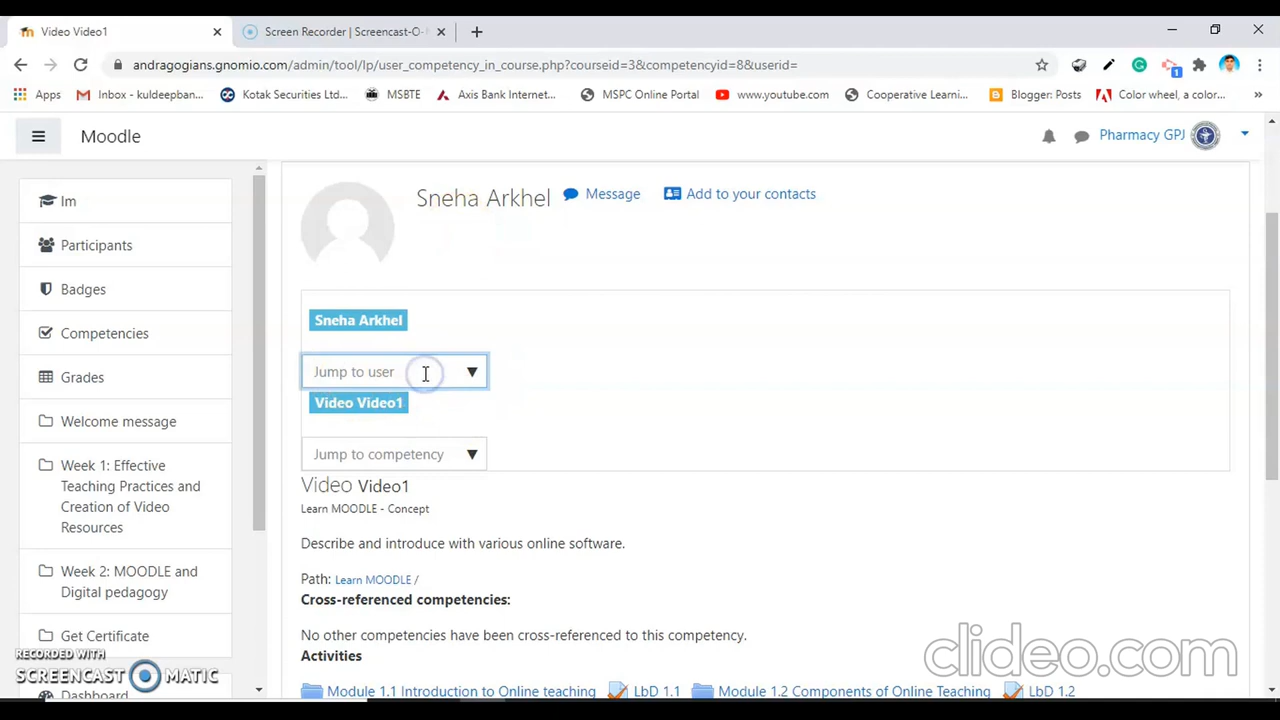 Video Video1
Screen Recorder | Screencast-O-
andragogians.gnomio.com/admin/tool/lp/user_competency_in_course.php?courseid=3&competencyid=8&userid=
Apps
Inbox - kuldeepban...
Kotak Securities Ltd...
MSBTE
Axis Bank Internet...
MSPC Online Portal
www.youtube.com
Cooperative Learni...
Blogger: Posts
Color wheel, a color...
»
1
Moodle
Pharmacy GPJ
Im
Participants
Badges
Competencies
Grades
Welcome message
Week 1: Effective
Teaching Practices and
Creation of Video
Resources
Week 2: MOODLE and
Digital pedagogy
Get Certificate
Dashboard
Sneha Arkhel
Message
Add to your contacts
Sneha Arkhel
Jump to user
Video Video1
Jump to competency
Video Video1
Learn MOODLE - Concept
Describe and introduce with various online software.
Path: Learn MOODLE /
Cross-referenced competencies:
No other competencies have been cross-referenced to this competency.
Activities
Module 1.1 Introduction to Online teaching LbD 1.1 Module 1.2 Components of Online Teaching LbD 1.2
RECORDED WITH
SCREENCAST MATIC
clideo.com